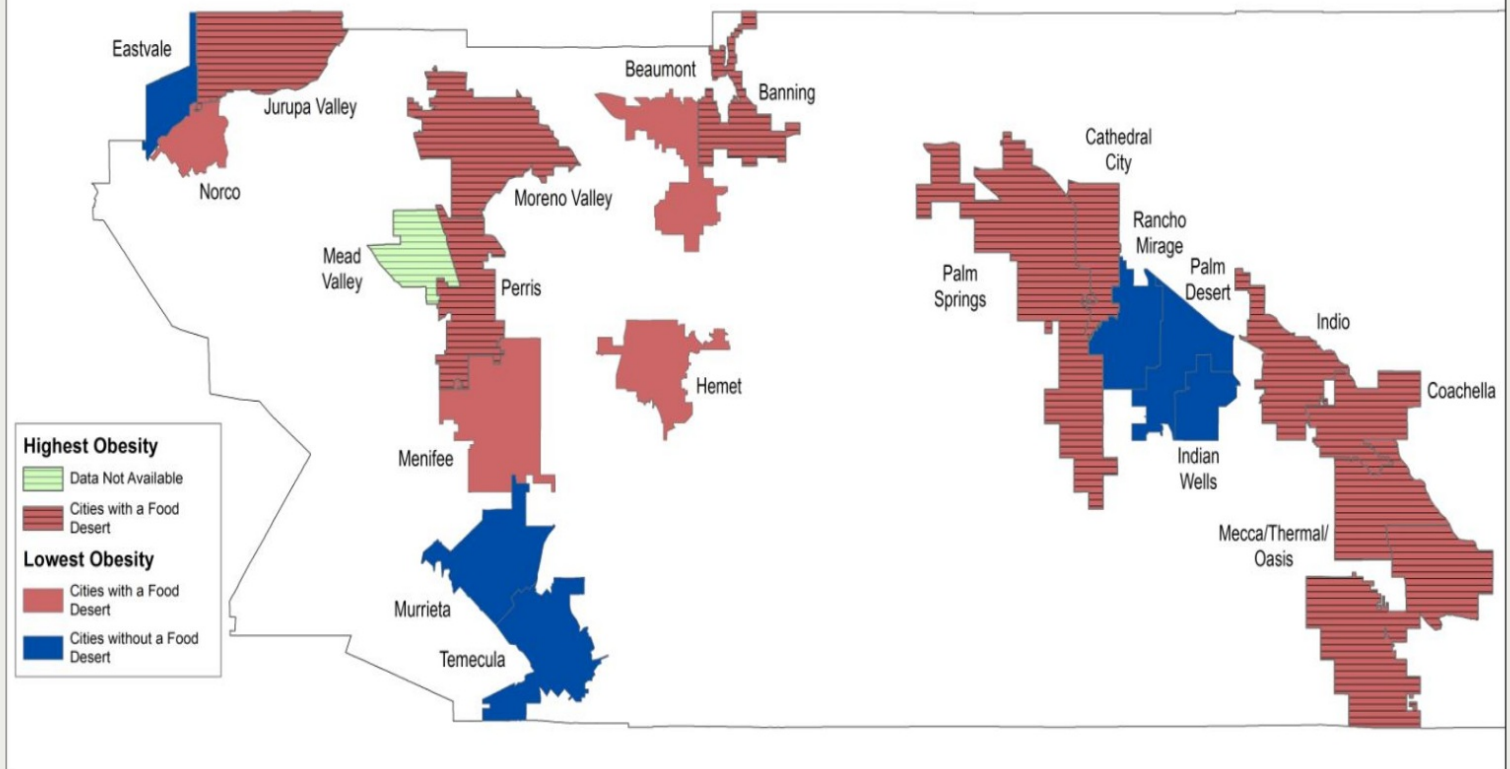 Eastvale
Jurupa Valley
Norco
Beaumont
Banning
Moreno Valley
Mead
Valley
Perris
Hemet
Menifee
Murrieta
Temecula
Cathedral
City
Rancho
Mirage
Palm
Desert
Palm
Springs
Indio
Coachella
Indian
Wells
Mecca/Thermal/
Oasis
Highest Obesity
Data Not Available
Cities with a Food
Desert
Lowest Obesity
Cities with a Food
Desert
Cities without a Food
Desert